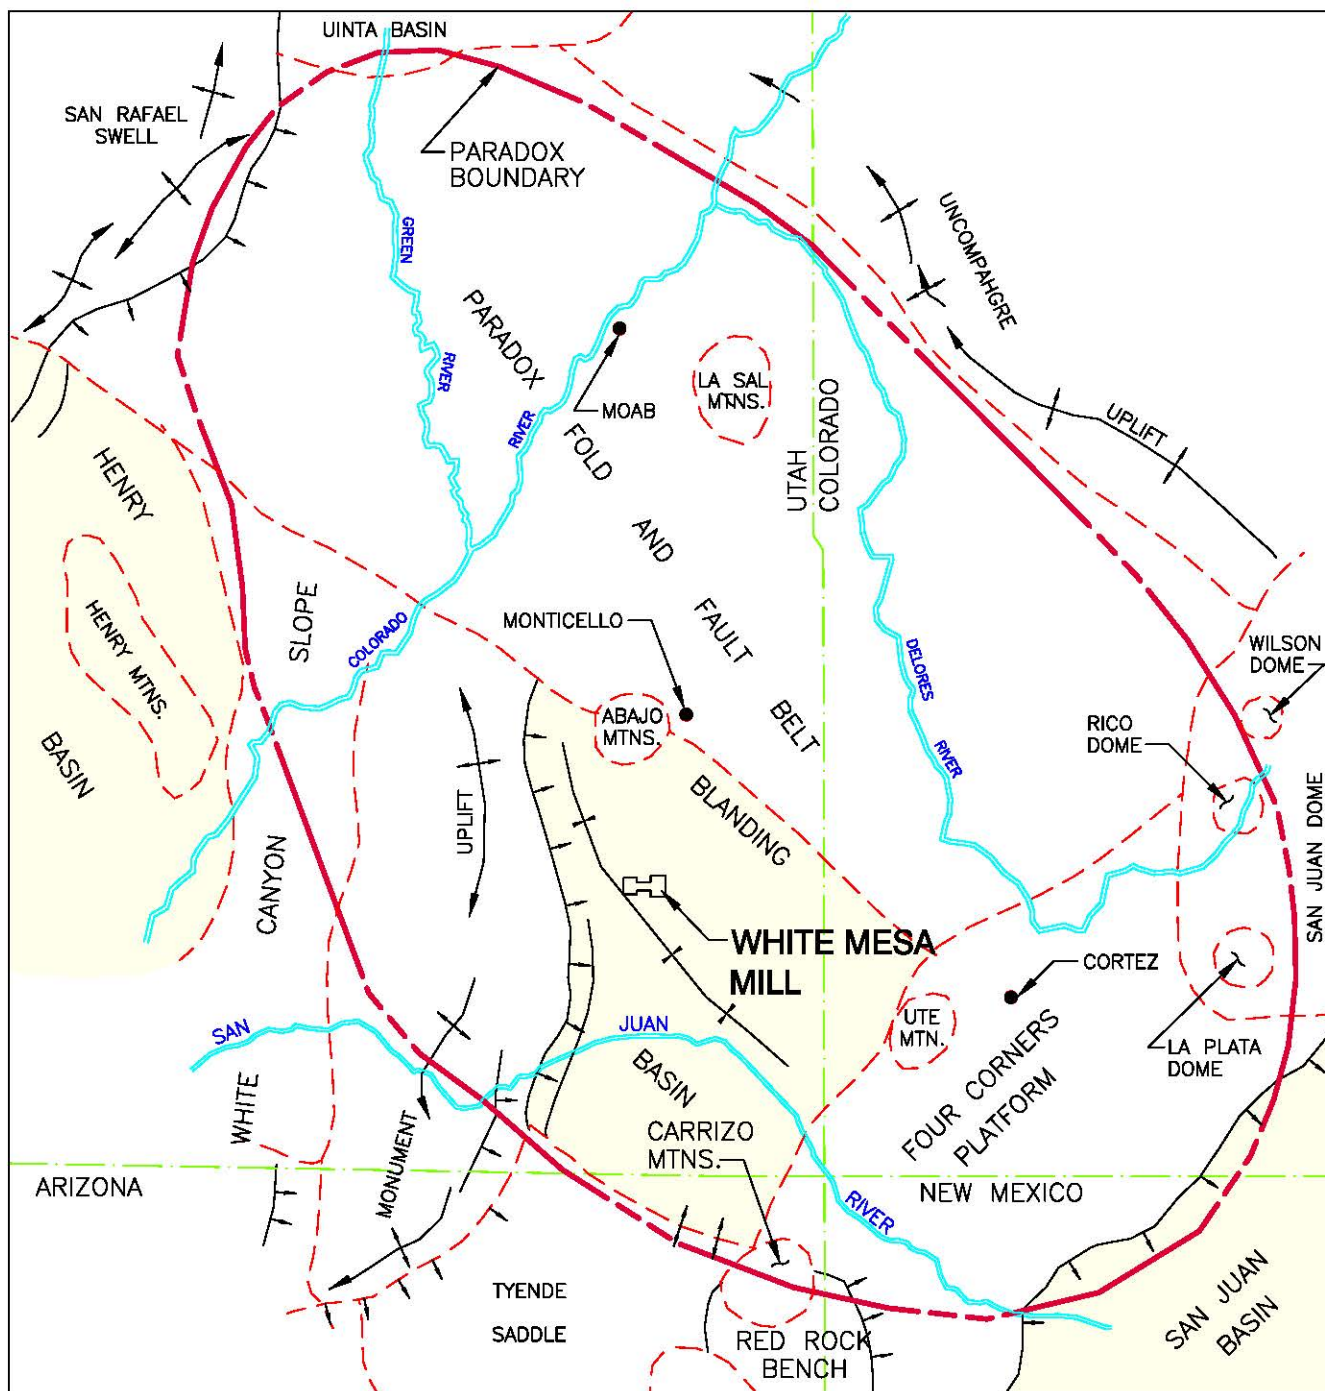 UINTA BASIN
SAN RAFAEL
SWELL
PARADOX
BOUNDARY
GREEN
RIVER
UNCOMPAHGRE
UPLIFT
PARADOX
FOLD
AND
FAULT
BELT
MOAB
LA SAL
MTNS.
RIVER
COLORADO
UTAH
COLORADO
HENRY
BASIN
HENRY MTNS.
SLOPE
CANYON
WHITE
MONTICELLO
ABAJO
MTNS.
DELORES
RIVER
WILSON
DOME
RICO
DOME
SAN JUAN DOME
UPLIFT
MONUMENT
BLANDING
BASIN
WHITE MESA
MILL
CORTEZ
UTE
MTN.
LA PLATA
DOME
FOUR CORNERS
PLATFORM
SAN
JUAN
RIVER
CARRIZO
MTNS.
ARIZONA
NEW MEXICO
TYENDE
SADDLE
RED ROCK
BENCH
SAN JUAN
BASIN